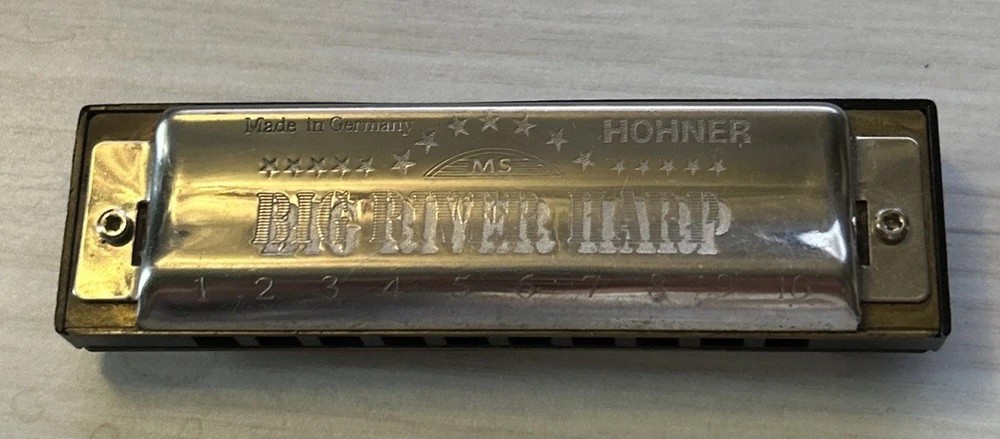 Made in Germany HOHNER
MS
BIG RIVER HARP
1 2 3 4 5 6 7 8 9 10